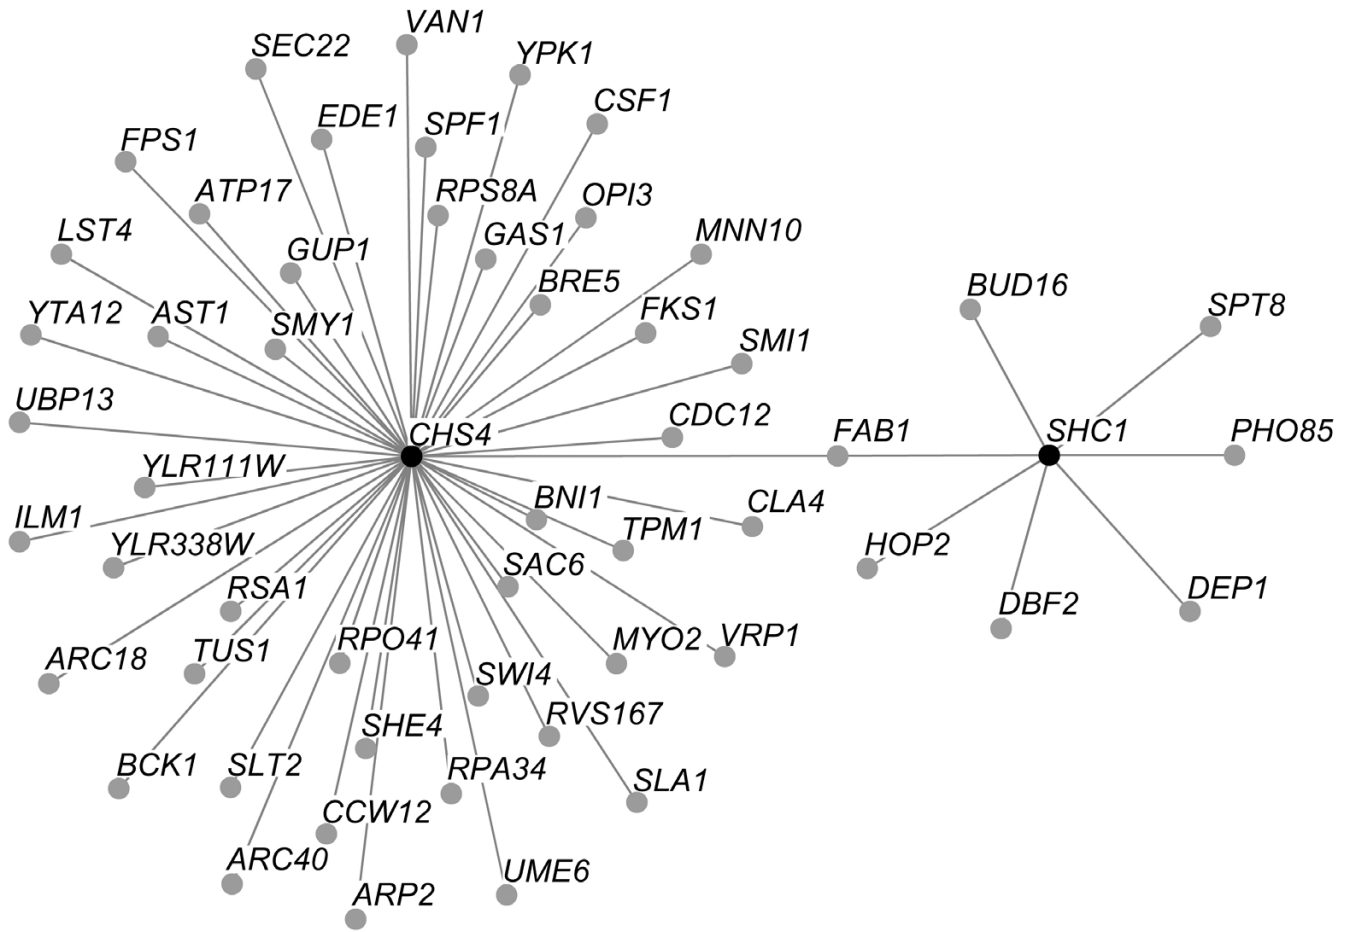 VAN1
SEC22
YPK1
CSF1
EDE1
SPF1
FPS1
ATP17
RPS8A
OPI3
LST4
GUP1
GAS1
MNN10
BRE5
BUD16
YTA12
AST1
SMY1
FKS1
SPT8
SMI1
UBP13
CDC12
CHS4
FAB1
SHC1
PHO85
YLR111W
BNI1
CLA4
ILM1
TPM1
YLR338W
HOP2
SAC6
RSA1
DEP1
DBF2
RPO41
MYO2
VRP1
TUS1
ARC18
SWI4
RVS167
SHE4
BCK1
SLT2
RPA34
SLA1
CCW12
ARC40
UME6
ARP2